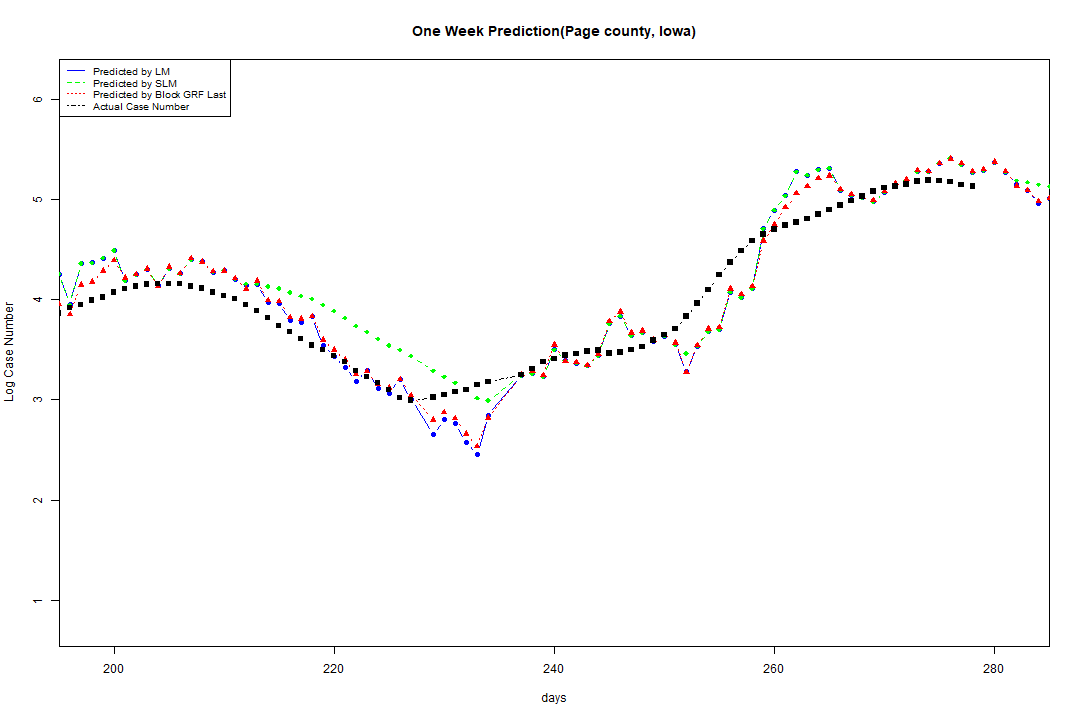 One Week Prediction(Page county, Iowa)
Predicted by LM
Predicted by SLM
Predicted by Block GRF Last
Actual Case Number
6
5
4
3
2
1
Log Case Number
200 220 240 260 280
days